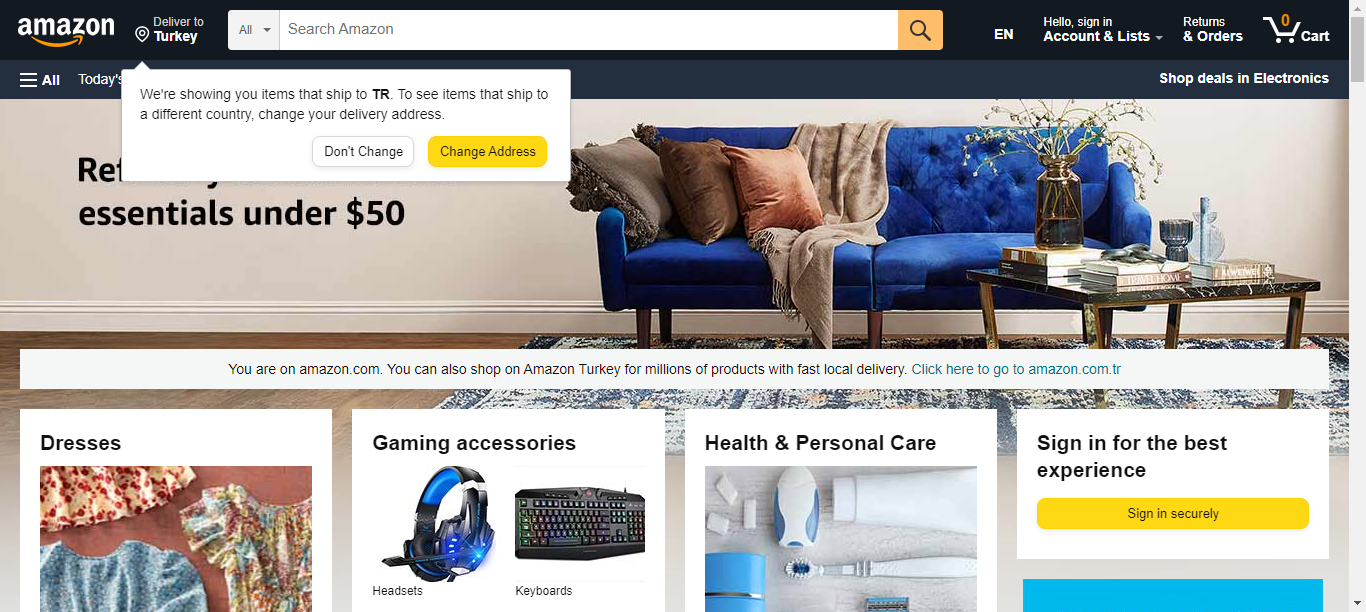 amazon
Deliver to
Turkey
All
Search Amazon
EN
Hello, sign in
Account & Lists
Returns
& Orders
0
Cart
All
Today's
Shop deals in Electronics
We're showing you items that ship to TR. To see items that ship to
a different country, change your delivery address.
Don't Change
Change Address
essentials under $50
TRAVEL HOME
AI WEIWEI
You are on amazon.com. You can also shop on Amazon Turkey for millions of products with fast local delivery. Click here to go to amazon.com.tr
Dresses
Gaming accessories
Headsets
Keyboards
Health & Personal Care
Sign in for the best
experience
Sign in securely